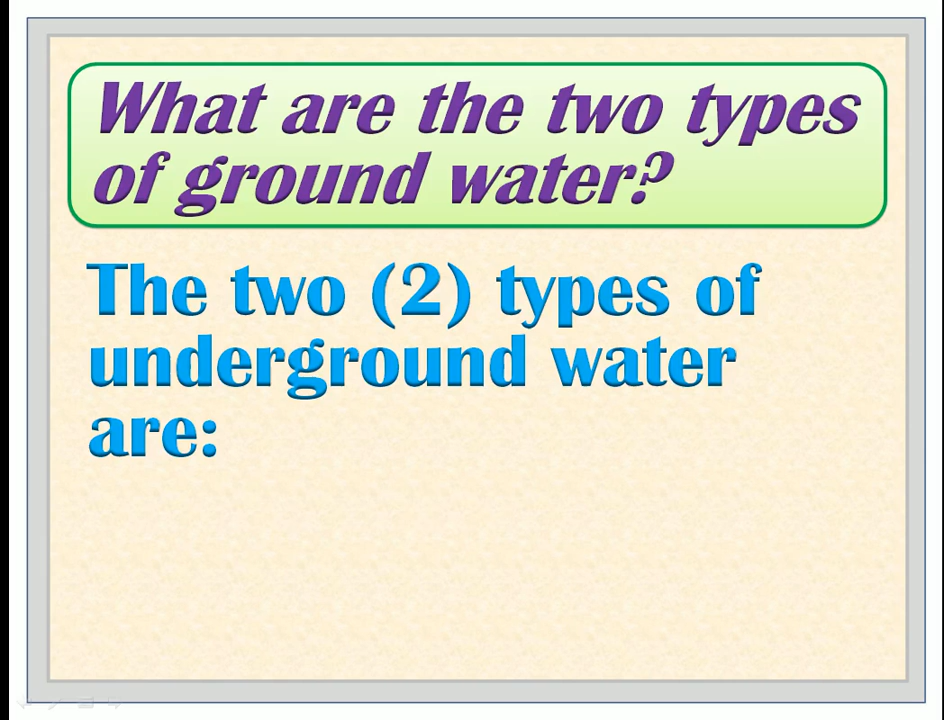 What are the two types
of ground water?
The two (2) types of
underground water
are: